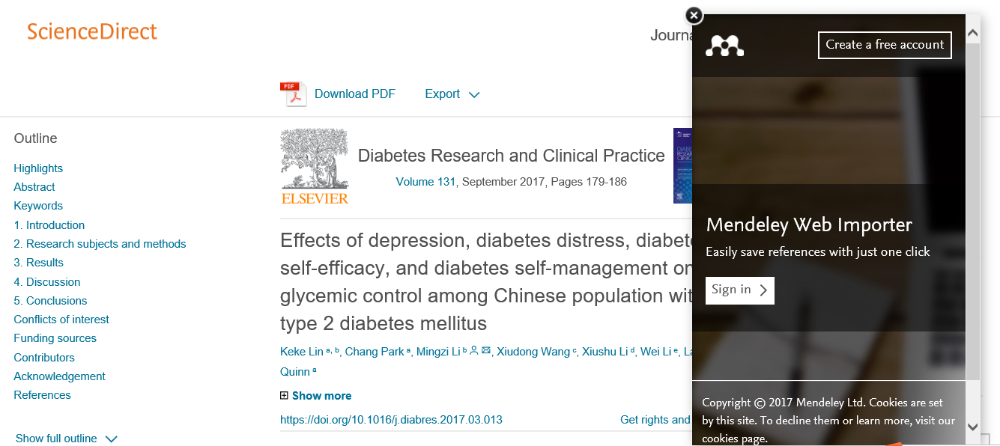 ScienceDirect
Journa
Download PDF
Export
Outline
Highlights
Abstract
Keywords
1. Introduction
2. Research subjects and methods
3. Results
4. Discussion
5. Conclusions
Conflicts of interest
Funding sources
Contributors
Acknowledgement
References
Show full outline
ELSEVIER
Diabetes Research and Clinical Practice
Volume 131, September 2017, Pages 179-186
Effects of depression, diabetes distress, diabete
self-efficacy, and diabetes self-management on
glycemic control among Chinese population wit
type 2 diabetes mellitus
Keke Lin a, b, Chang Park a, Mingzi Li b, Xiudong Wang c, Xiushu Li d, Wei Li e, La
Quinn a
Show more
https://doi.org/10.1016/j.diabres.2017.03.013
Get rights and
Create a free account
Mendeley Web Importer
Easily save references with just one click
Sign in
Copyright © 2017 Mendeley Ltd. Cookies are set
by this site. To decline them or learn more, visit our
cookies page.